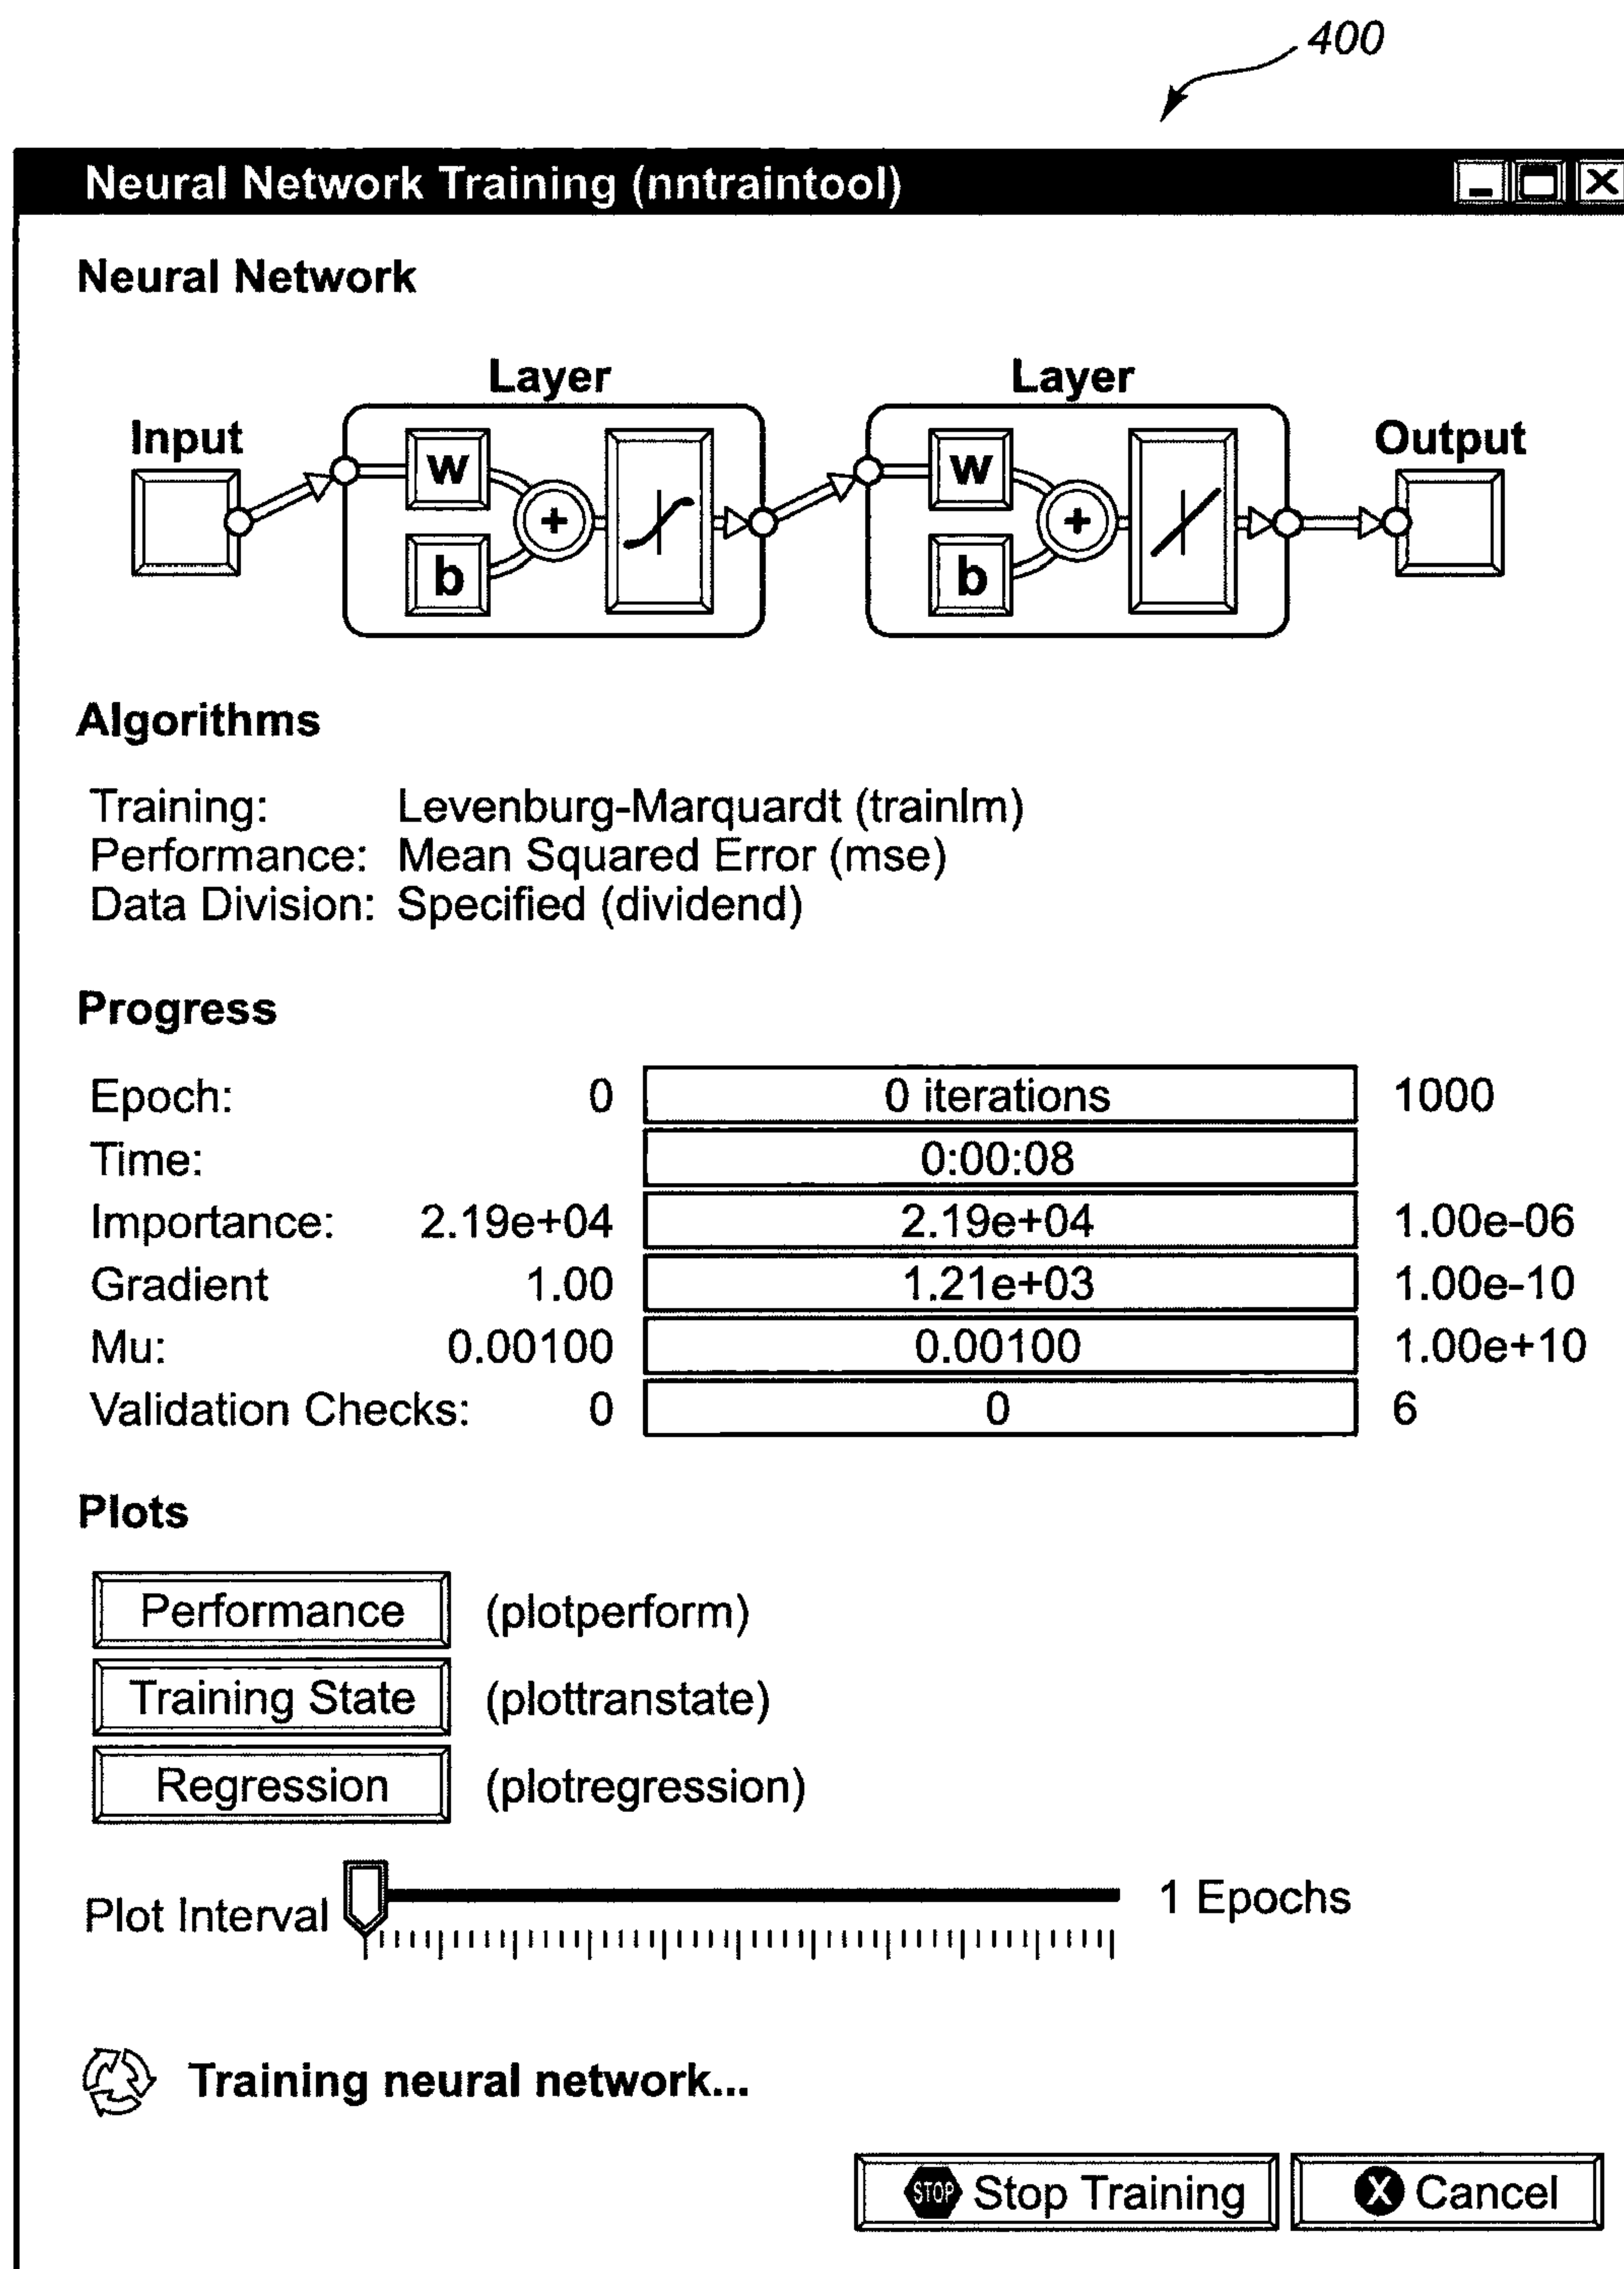 400
Neural Network Training (nntraintool)
Neural Network
Layer Layer
Input Output
w w
+ +
b b
Algorithms
Training: Levenburg-Marquardt (trainlm)
Performance: Mean Squared Error (mse)
Data Division: Specified (dividend)
Progress
Epoch: 0 0 iterations 1000
Time: 0:00:08
Importance: 2.19e+04 2.19e+04 1.00e-06
Gradient 1.00 1.21e+03 1.00e-10
Mu: 0.00100 0.00100 1.00e+10
Validation Checks: 0 0 6
Plots
Performance (plotperform)
Training State (plottranstate)
Regression (plotregression)
Plot Interval 1 Epochs
Training neural network...
STOP Stop Training X Cancel